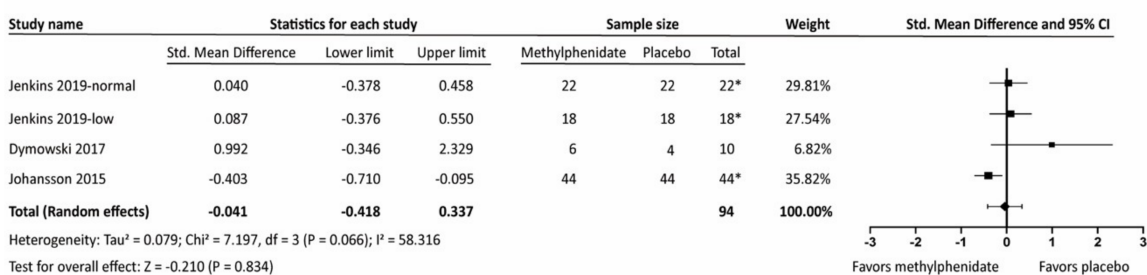 Study name Statistics for each study Sample size Weight Std. Mean Difference and 95% CI
Std. Mean Difference Lower limit Upper limit Methylphenidate Placebo Total
Jenkins 2019-normal 0.040 -0.378 0.458 22 22 22* 29.81%
Jenkins 2019-low 0.087 -0.376 0.550 18 18 18* 27.54%
Dymowski 2017 0.992 -0.346 2.329 6 4 10 6.82%
Johansson 2015 -0.403 -0.710 -0.095 44 44 44* 35.82%
Total (Random effects) -0.041 -0.418 0.337 94 100.00%
Heterogeneity: Tau² = 0.079; Chi² = 7.197, df = 3 (P = 0.066); I² = 58.316
-3 -2 -1 0 1 2 3
Test for overall effect: Z = -0.210 (P = 0.834) Favors methylphenidate Favors placebo